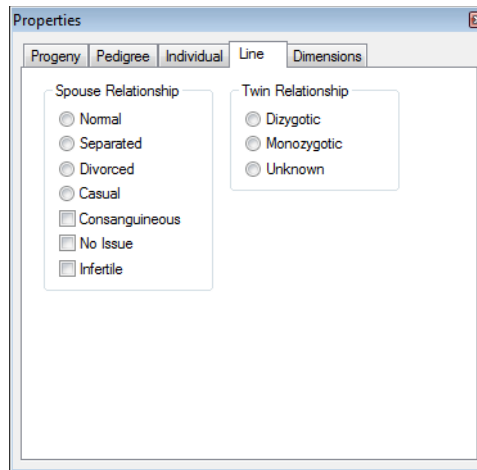 Properties
Progeny Pedigree Individual Line Dimensions
Spouse Relationship
Normal
Separated
Divorced
Casual
Consanguineous
No Issue
Infertile
Twin Relationship
Dizygotic
Monozygotic
Unknown